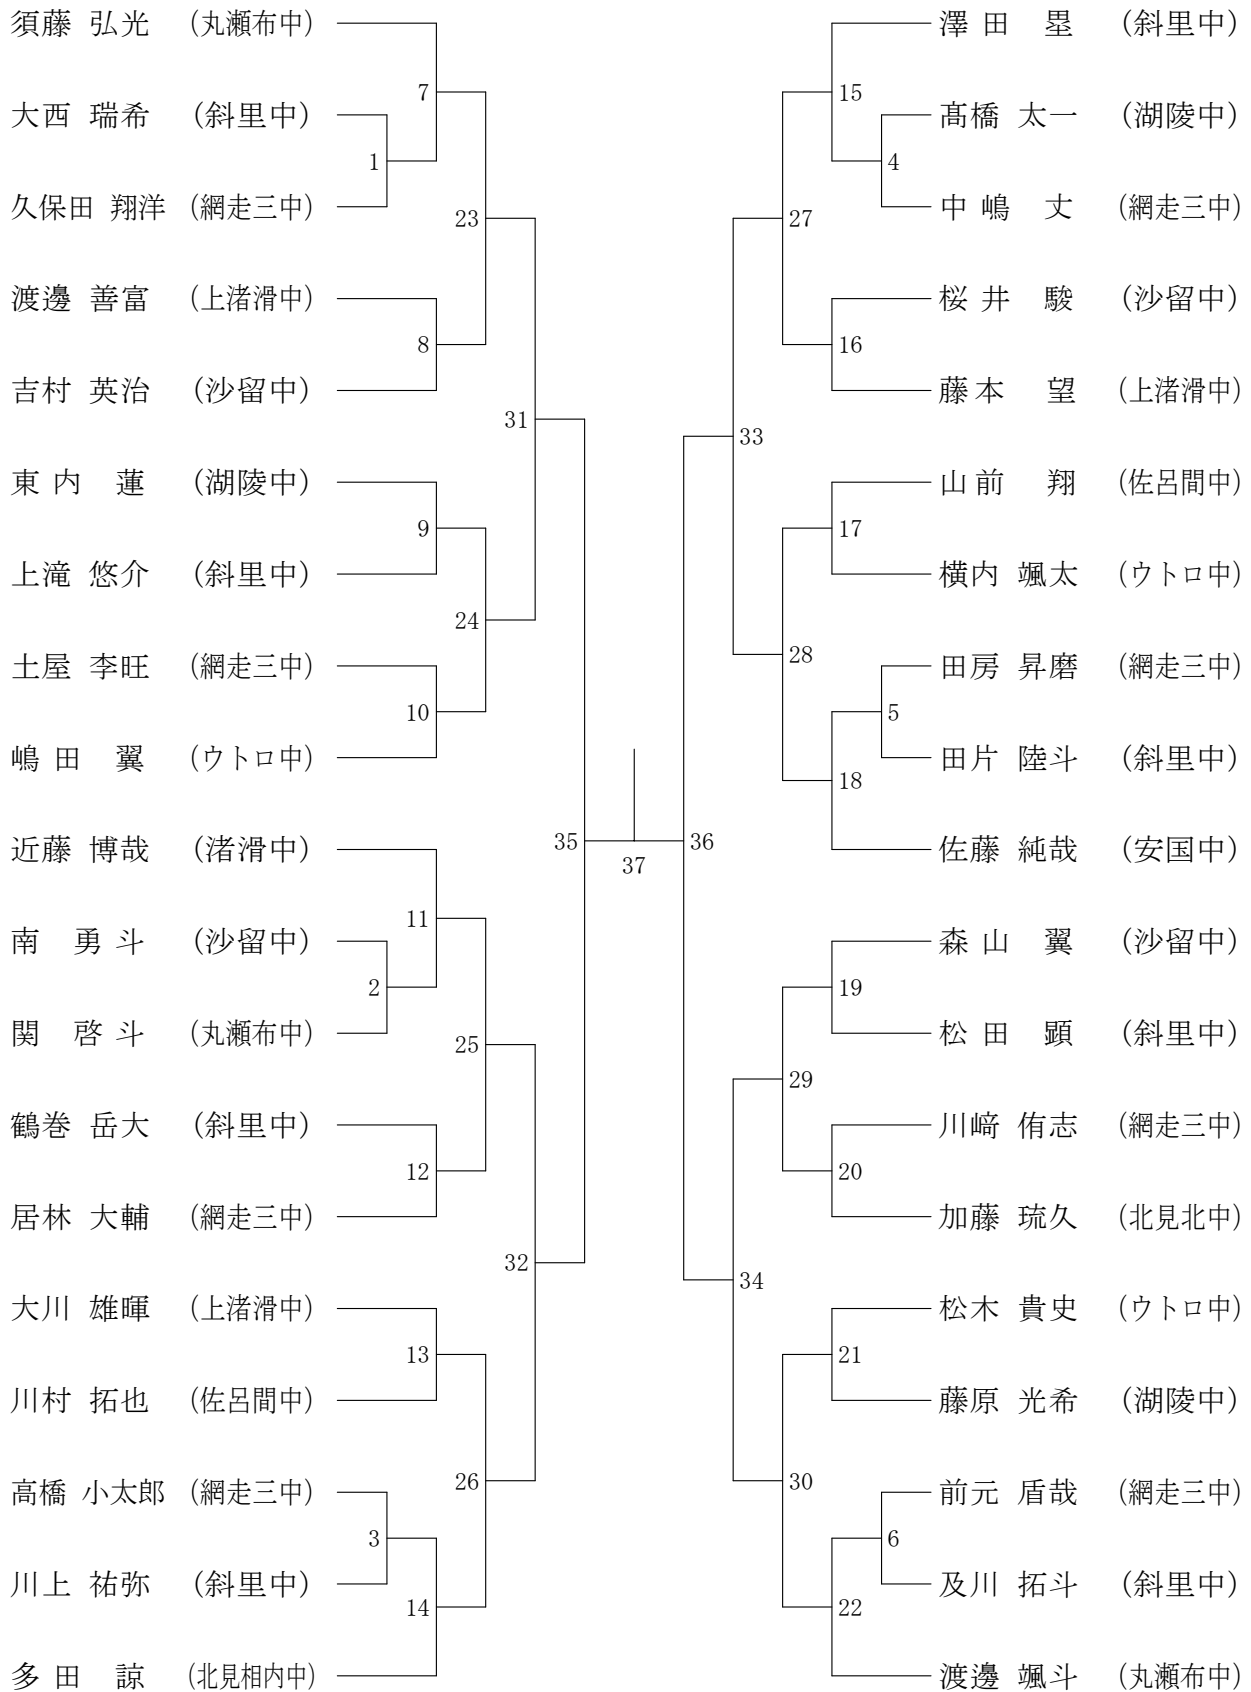 須藤 弘光 (丸瀬布中)
大西 瑞希 (斜里中)
久保田 翔洋 (網走三中)
渡邊 善富 (上渚滑中)
吉村 英治 (沙留中)
東内 蓮 (湖陵中)
上滝 悠介 (斜里中)
土屋 李旺 (網走三中)
嶋田 翼 (ウトロ中)
近藤 博哉 (渚滑中)
南 勇斗 (沙留中)
関 啓斗 (丸瀬布中)
鶴巻 岳大 (斜里中)
居林 大輔 (網走三中)
大川 雄暉 (上渚滑中)
川村 拓也 (佐呂間中)
高橋 小太郎 (網走三中)
川上 祐弥 (斜里中)
多田 諒 (北見相内中)
1
2
3
7
8
9
10
11
12
13
14
23
24
25
26
31
32
35
37
36
33
34
27
28
29
30
15
16
17
18
19
20
21
22
4
5
6
澤田 塁 (斜里中)
髙橋 太一 (湖陵中)
中嶋 丈 (網走三中)
桜井 駿 (沙留中)
藤本 望 (上渚滑中)
山前 翔 (佐呂間中)
横内 颯太 (ウトロ中)
田房 昇磨 (網走三中)
田片 陸斗 (斜里中)
佐藤 純哉 (安国中)
森山 翼 (沙留中)
松田 顕 (斜里中)
川﨑 侑志 (網走三中)
加藤 琉久 (北見北中)
松木 貴史 (ウトロ中)
藤原 光希 (湖陵中)
前元 盾哉 (網走三中)
及川 拓斗 (斜里中)
渡邊 颯斗 (丸瀬布中)